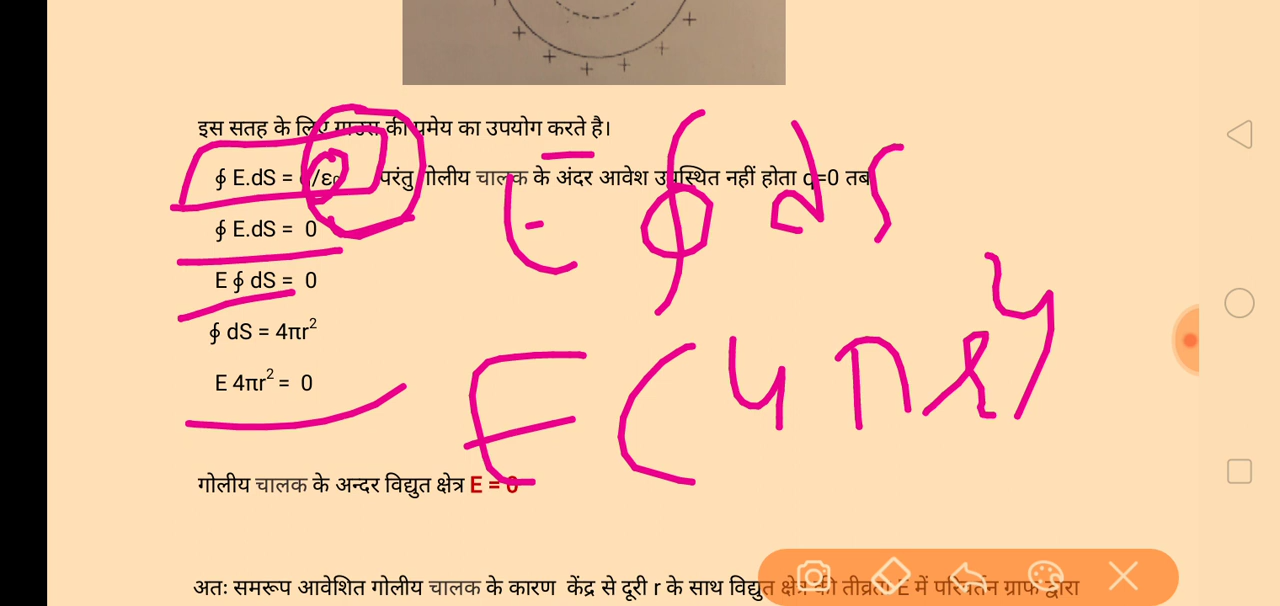 इस सतह के लिए गाउस की प्रमेय का उपयोग करते है।
∮ E.dS = q/ε₀ परंतु गोलीय चालक के अंदर आवेश उपस्थित नहीं होता q=0 तब
∮ E.dS = 0
E ∮ ds
E ∮ dS = 0
∮ dS = 4πr²
E 4πr² = 0
E(4πr²)
गोलीय चालक के अन्दर विद्युत क्षेत्र E = 0
अतः समरूप आवेशित गोलीय चालक के कारण केंद्र से दूरी r के साथ विद्युत क्षेत्र की तीव्रता E में परिवर्तन ग्राफ द्वारा